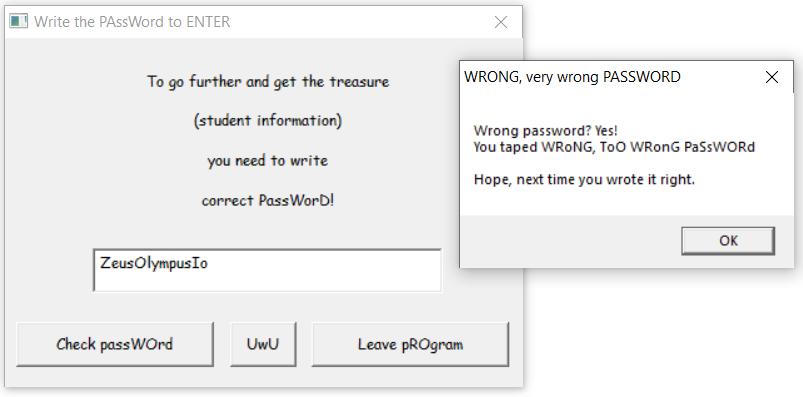 Write the PAssWord to ENTER
To go further and get the treasure
(student information)
you need to write
correct PassWorD!
ZeusOlympusIo
Check passWOrd
UwU
Leave pROgram
WRONG, very wrong PASSWORD
Wrong password? Yes!
You taped WRoNG, ToO WRonG PaSsWORd
Hope, next time you wrote it right.
OK